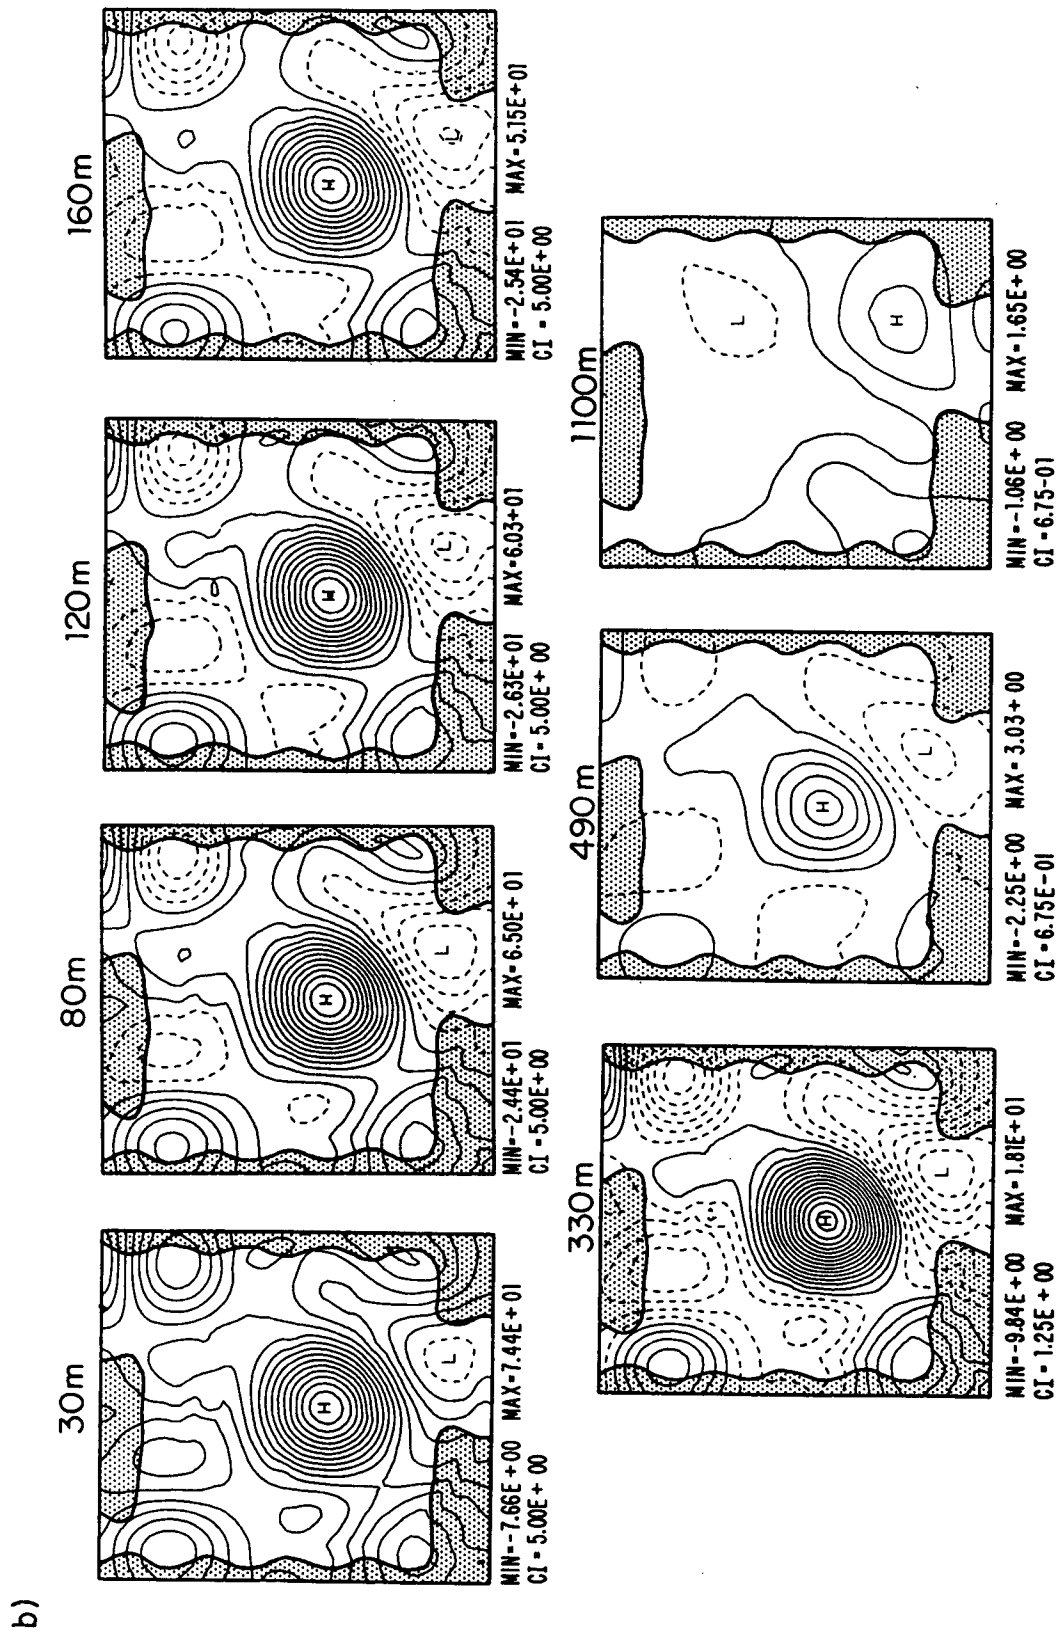 b)
30m
H
L
MIN=-7.66E+00 MAX=7.44E+01
CI = 5.00E+00
80m
H
L
MIN=-2.44E+01 MAX=6.50E+01
CI = 5.00E+00
120m
H
L
MIN=-2.63E+01 MAX=6.03+01
CI = 5.00E+00
160m
H
L
MIN=-2.54E+01 MAX=5.15E+01
CI = 5.00E+00
330m
H
L
MIN=-9.84E+00 MAX=1.81E+01
CI = 1.25E+00
490m
H
L
MIN=-2.25E+00 MAX=3.03+00
CI = 6.75E-01
1100m
L
H
MIN=-1.06E+00 MAX=1.65E+00
CI = 6.75-01